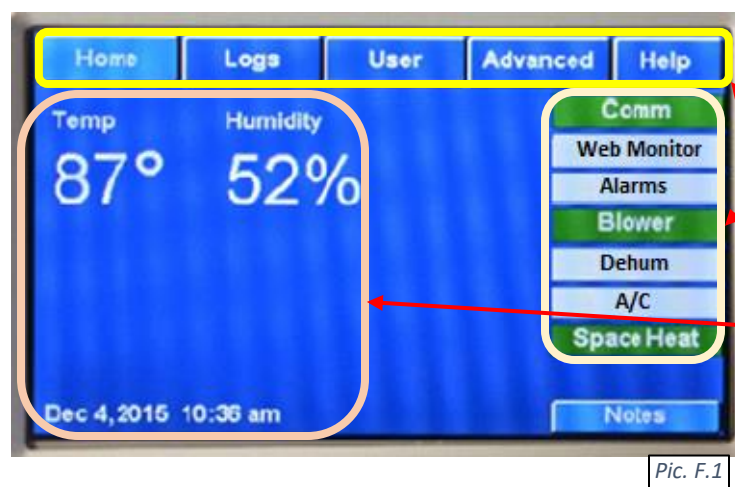 Home Logs User Advanced Help
Temp Humidity
87° 52%
Comm
Web Monitor
Alarms
Blower
Dehum
A/C
Space Heat
Dec 4, 2015 10:36 am
Notes
Pic. F.1